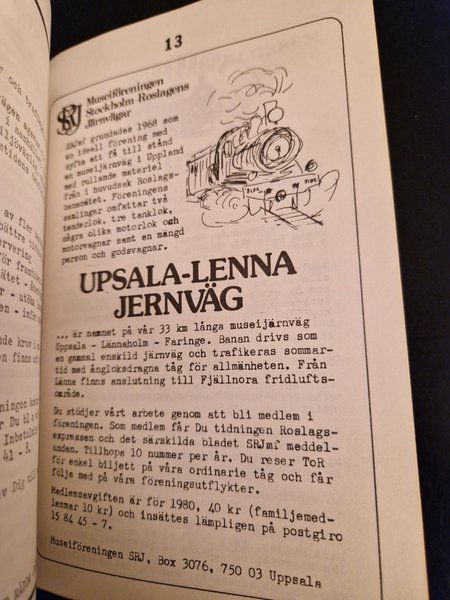 13
SRJ
Museiföreningen
Stockholm Roslagens
Järnvägar
SRJmf grundades 1968 som
en ideell förening med
uppgift att få till stånd
en museijärnväg i Uppland
med rullande materiel
från i huvudsak Roslags-
banenätet. Föreningens
samlingar omfattar två
tenderlok, tre tanklok,
några olika motorlok och
motorvagnar samt en mängd
person och godsvagnar.
UPSALA-LENNA
JERNVÄG
... är namnet på vår 33 km långa museijärnväg
Uppsala - Lännaholm - Faringe. Banan drivs som
en gammal enskild järnväg och trafikeras sommar-
tid med ångloksdragna tåg för allmänheten. Från
Länna finns anslutning till Fjällnora fridlufts-
område.
Du stödjer vårt arbete genom att bli medlem i
föreningen. Som medlem får Du tidningen Roslags-
expressen och det särskilda bladet SRJmf meddel-
anden. Tillhope 10 nummer per år. Du reser ToR
för enkel biljett på våra ordinarie tåg och får
följa med på våra föreningsutflykter.
Medlemsavgiften är för 1980, 40 kr (familjemed-
lemmar 10 kr) och insättes lämpligen på postgiro
15 84 45 - 7.
Museiföreningen SRJ, Box 3076, 750 03 Uppsala